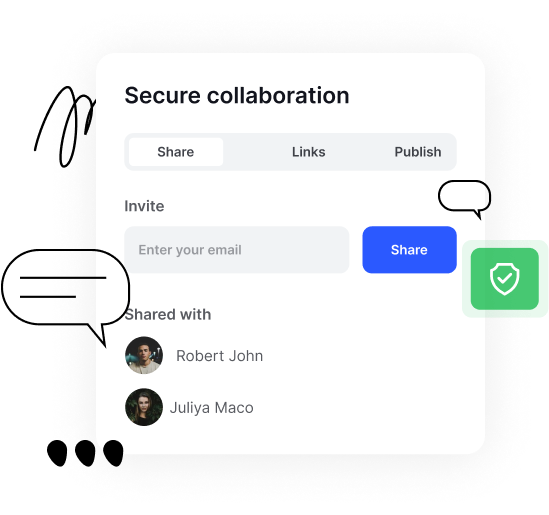 Secure collaboration
Share Links Publish
Invite
Enter your email Share
Shared with
Robert John
Juliya Maco